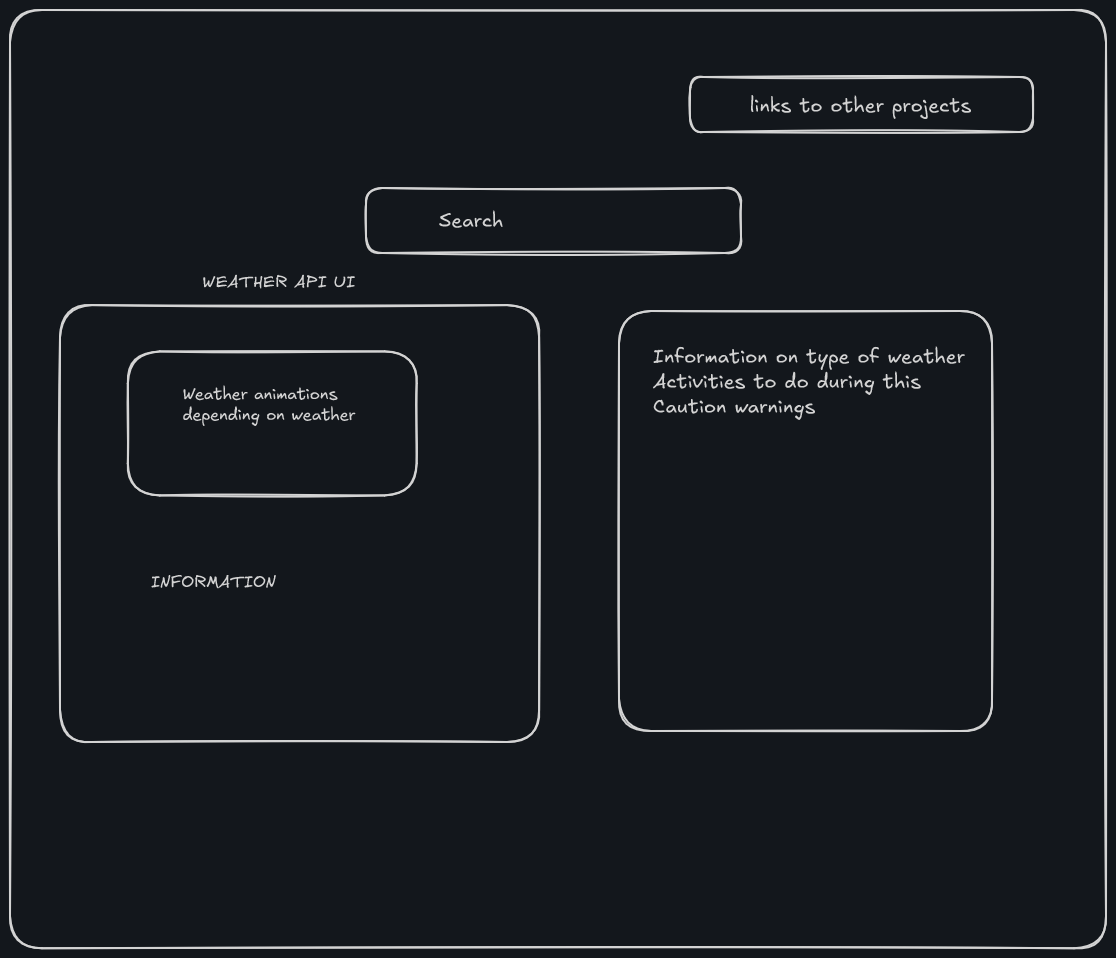 links to other projects
Search
WEATHER API UI
Weather animations
depending on weather
INFORMATION
Information on type of weather
Activities to do during this
Caution warnings